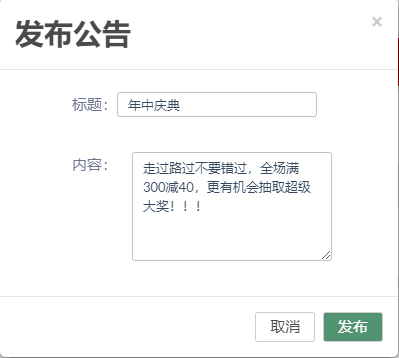 发布公告
×
标题：
年中庆典
内容：
走过路过不要错过，全场满
300减40，更有机会抽取超级
大奖！！！
取消
发布